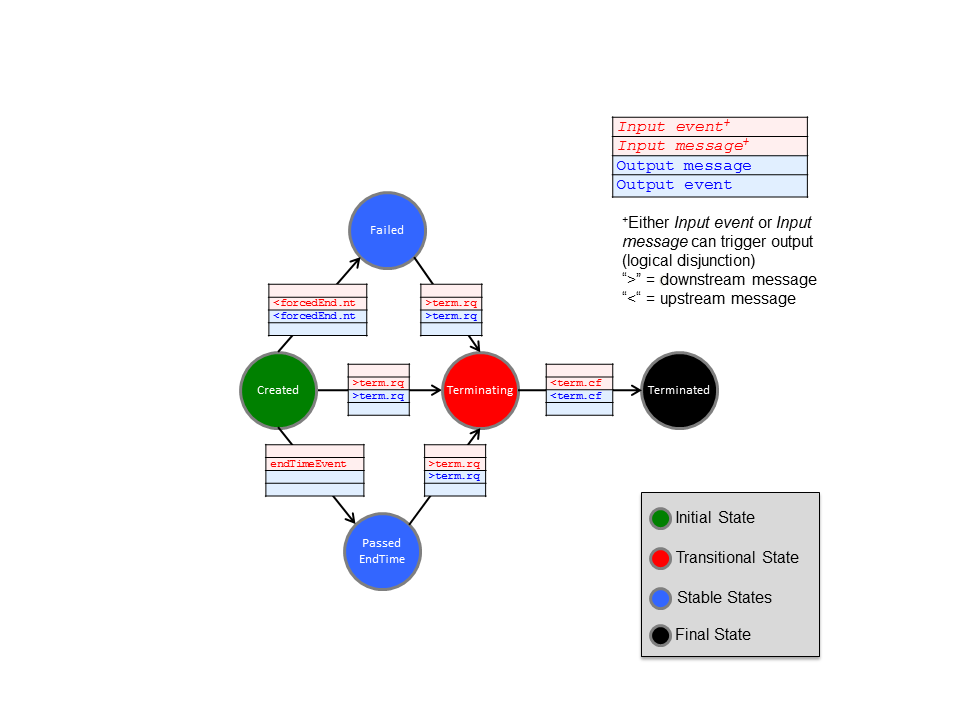 Input event+
Input message+
Output message
Output event
+Either Input event or Input
message can trigger output
(logical disjunction)
“>” = downstream message
“<“ = upstream message
Failed
<forcedEnd.nt
<forcedEnd.nt
>term.rq
>term.rq
Created
>term.rq
>term.rq
Terminating
<term.cf
<term.cf
Terminated
endTimeEvent
>term.rq
>term.rq
Passed
EndTime
Initial State
Transitional State
Stable States
Final State